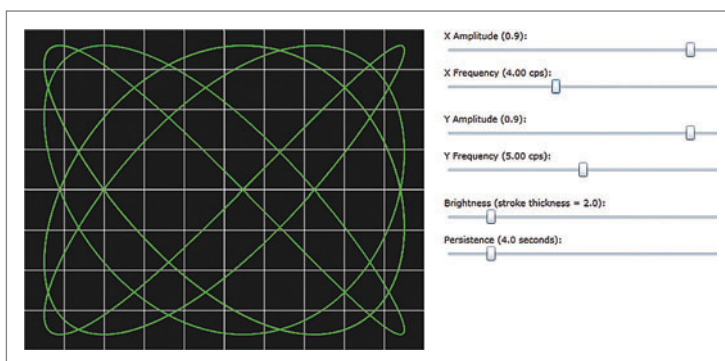 X Amplitude (0.9):
X Frequency (4.00 cps):
Y Amplitude (0.9):
Y Frequency (5.00 cps):
Brightness (stroke thickness = 2.0):
Persistence (4.0 seconds):